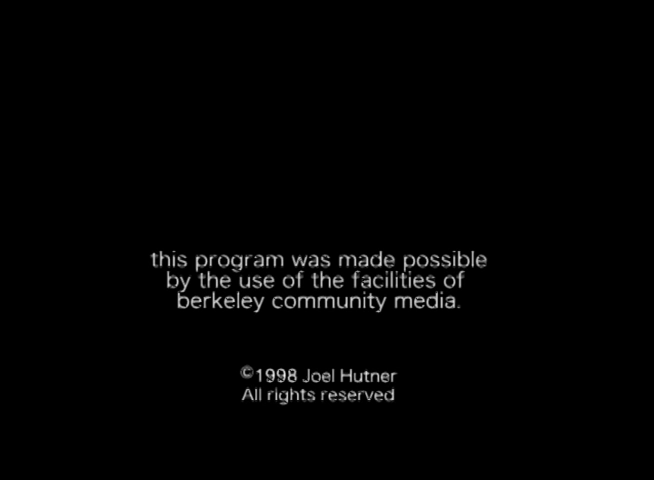 this program was made possible
by the use of the facilities of
berkeley community media.
©1998 Joel Hutner
All rights reserved